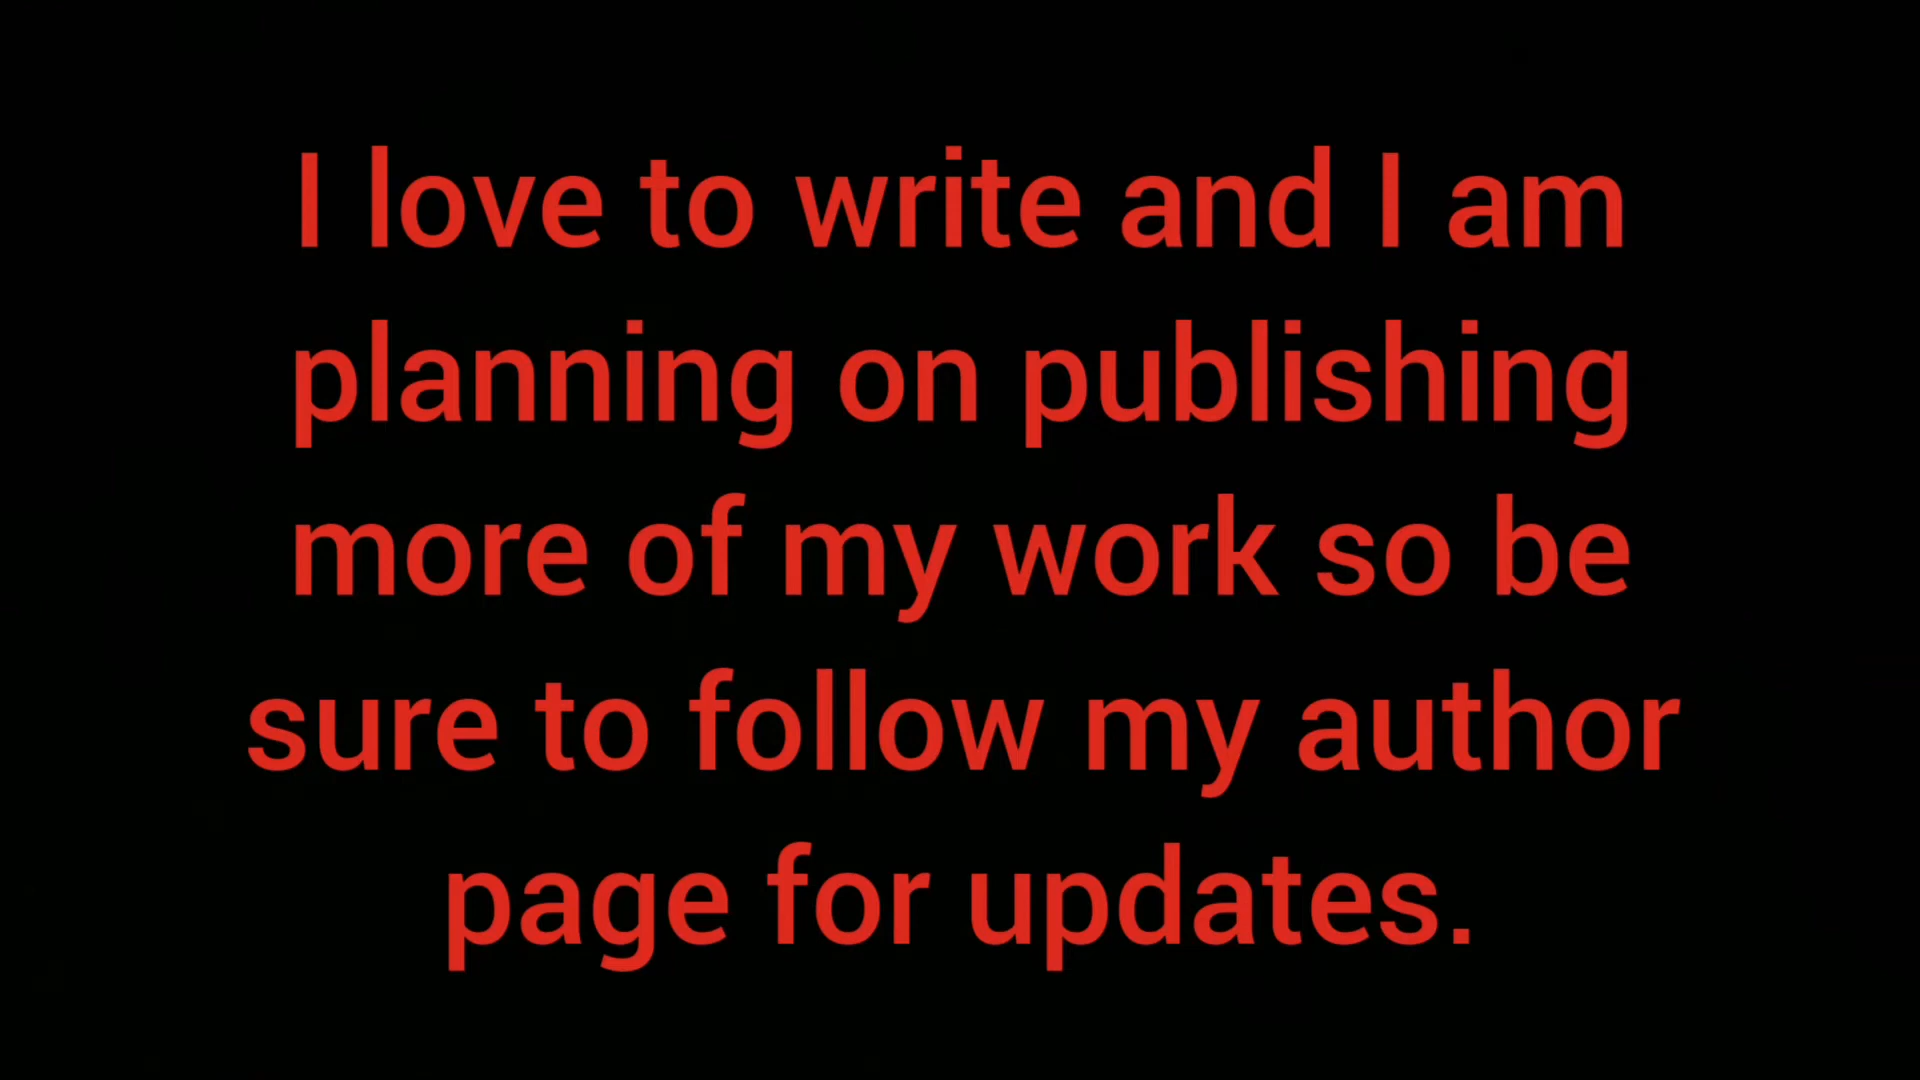 I love to write and I am
planning on publishing
more of my work so be
sure to follow my author
page for updates.